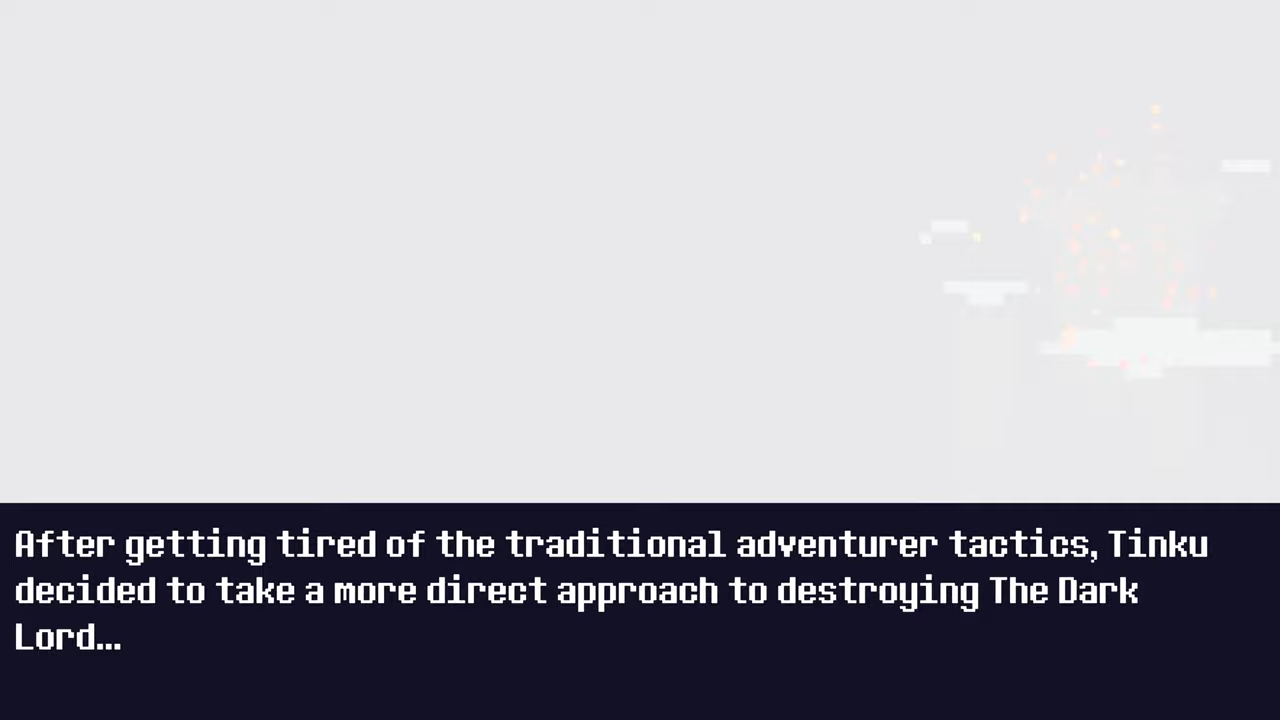 After getting tired of the traditional adventurer tactics, Tinku
decided to take a more direct approach to destroying The Dark
Lord...